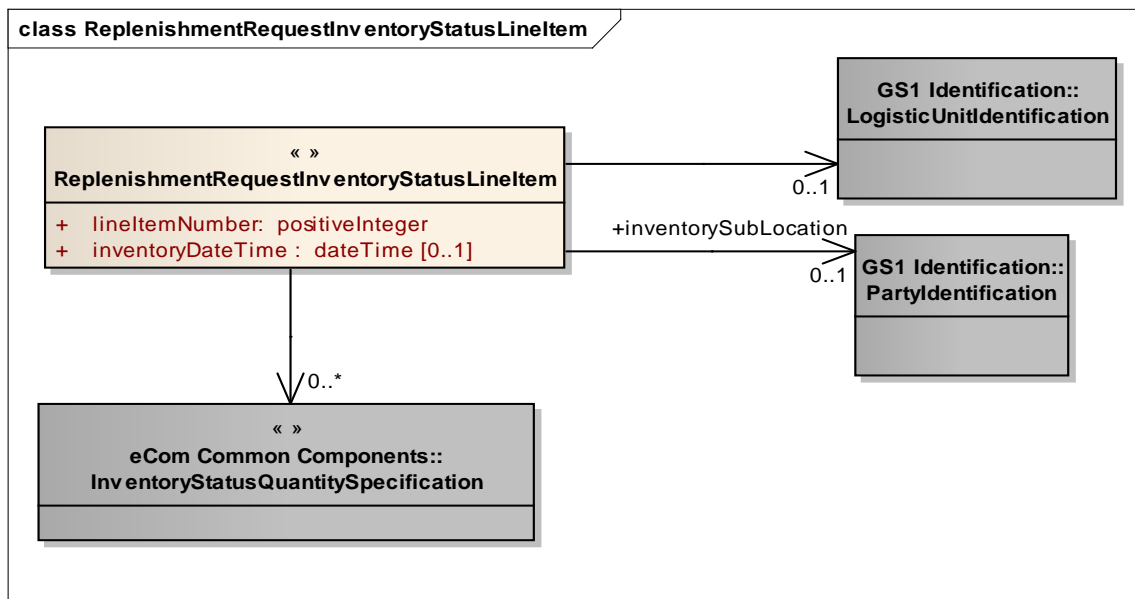 class ReplenishmentRequestInventoryStatusLineItem
GS1 Identification::
LogisticUnitIdentification
« »
ReplenishmentRequestInventoryStatusLineItem
+ lineItemNumber: positiveInteger
+ inventoryDateTime : dateTime [0..1]
0..1
+inventorySubLocation
0..1
GS1 Identification::
PartyIdentification
0..*
« »
eCom Common Components::
InventoryStatusQuantitySpecification